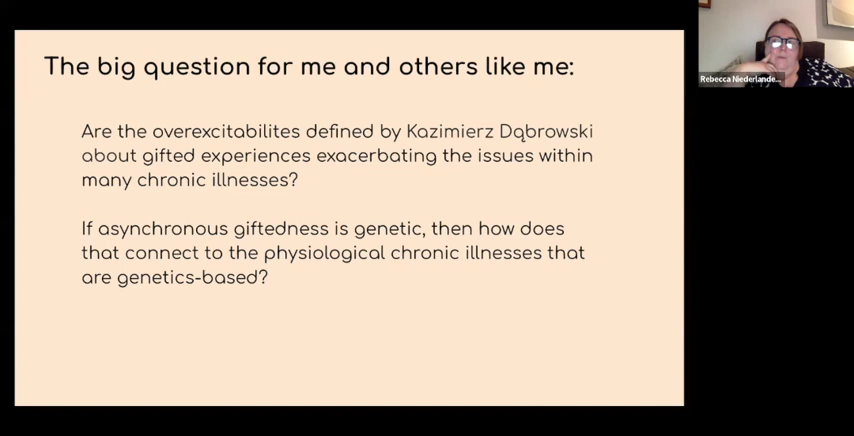 The big question for me and others like me:
Are the overexcitabilites defined by Kazimierz Dąbrowski
about gifted experiences exacerbating the issues within
many chronic illnesses?
If asynchronous giftedness is genetic, then how does
that connect to the physiological chronic illnesses that
are genetics-based?
Rebecca Niederlande...